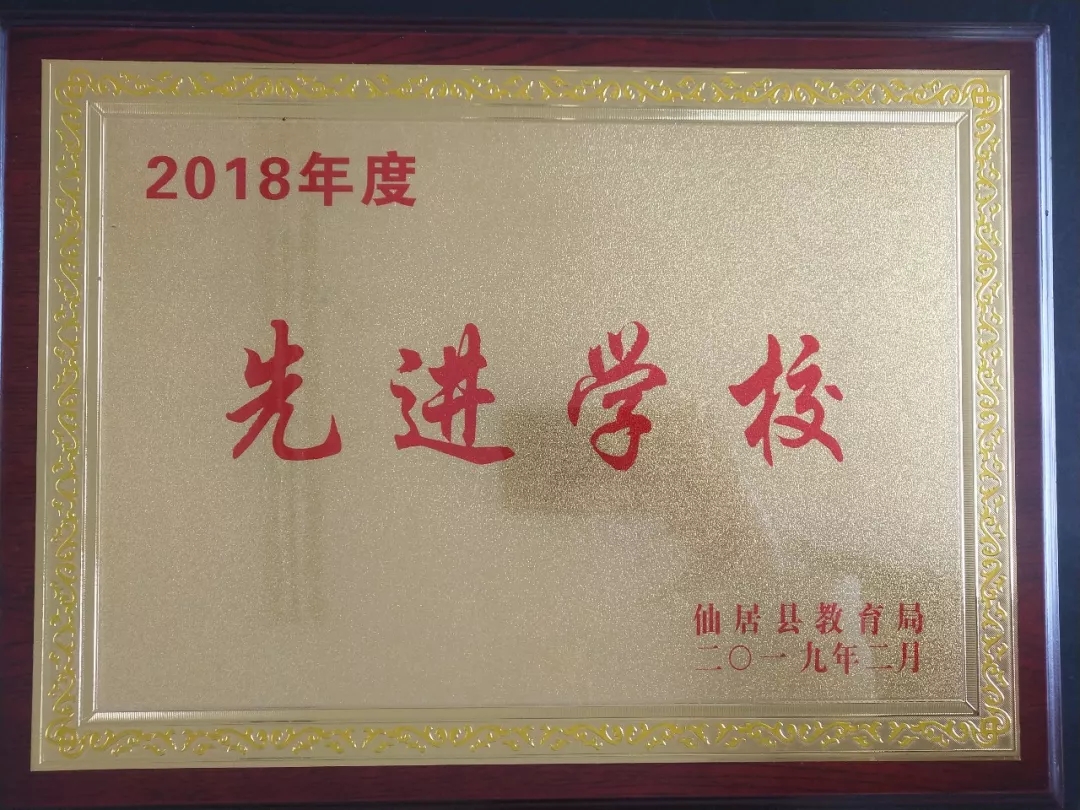 2018年度
先进学校
仙居县教育局
二〇一九年二月